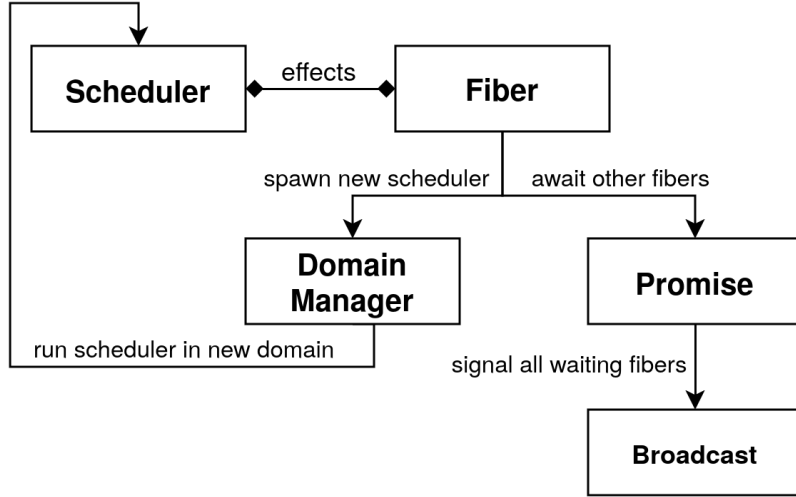 effects
Scheduler
Fiber
spawn new scheduler
await other fibers
Domain
Manager
Promise
run scheduler in new domain
signal all waiting fibers
Broadcast